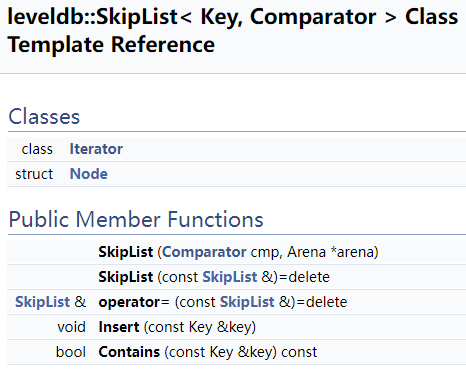 leveldb::SkipList< Key, Comparator > Class
Template Reference
Classes
class Iterator
struct Node
Public Member Functions
SkipList (Comparator cmp, Arena *arena)
SkipList (const SkipList &)=delete
SkipList & operator= (const SkipList &)=delete
void Insert (const Key &key)
bool Contains (const Key &key) const